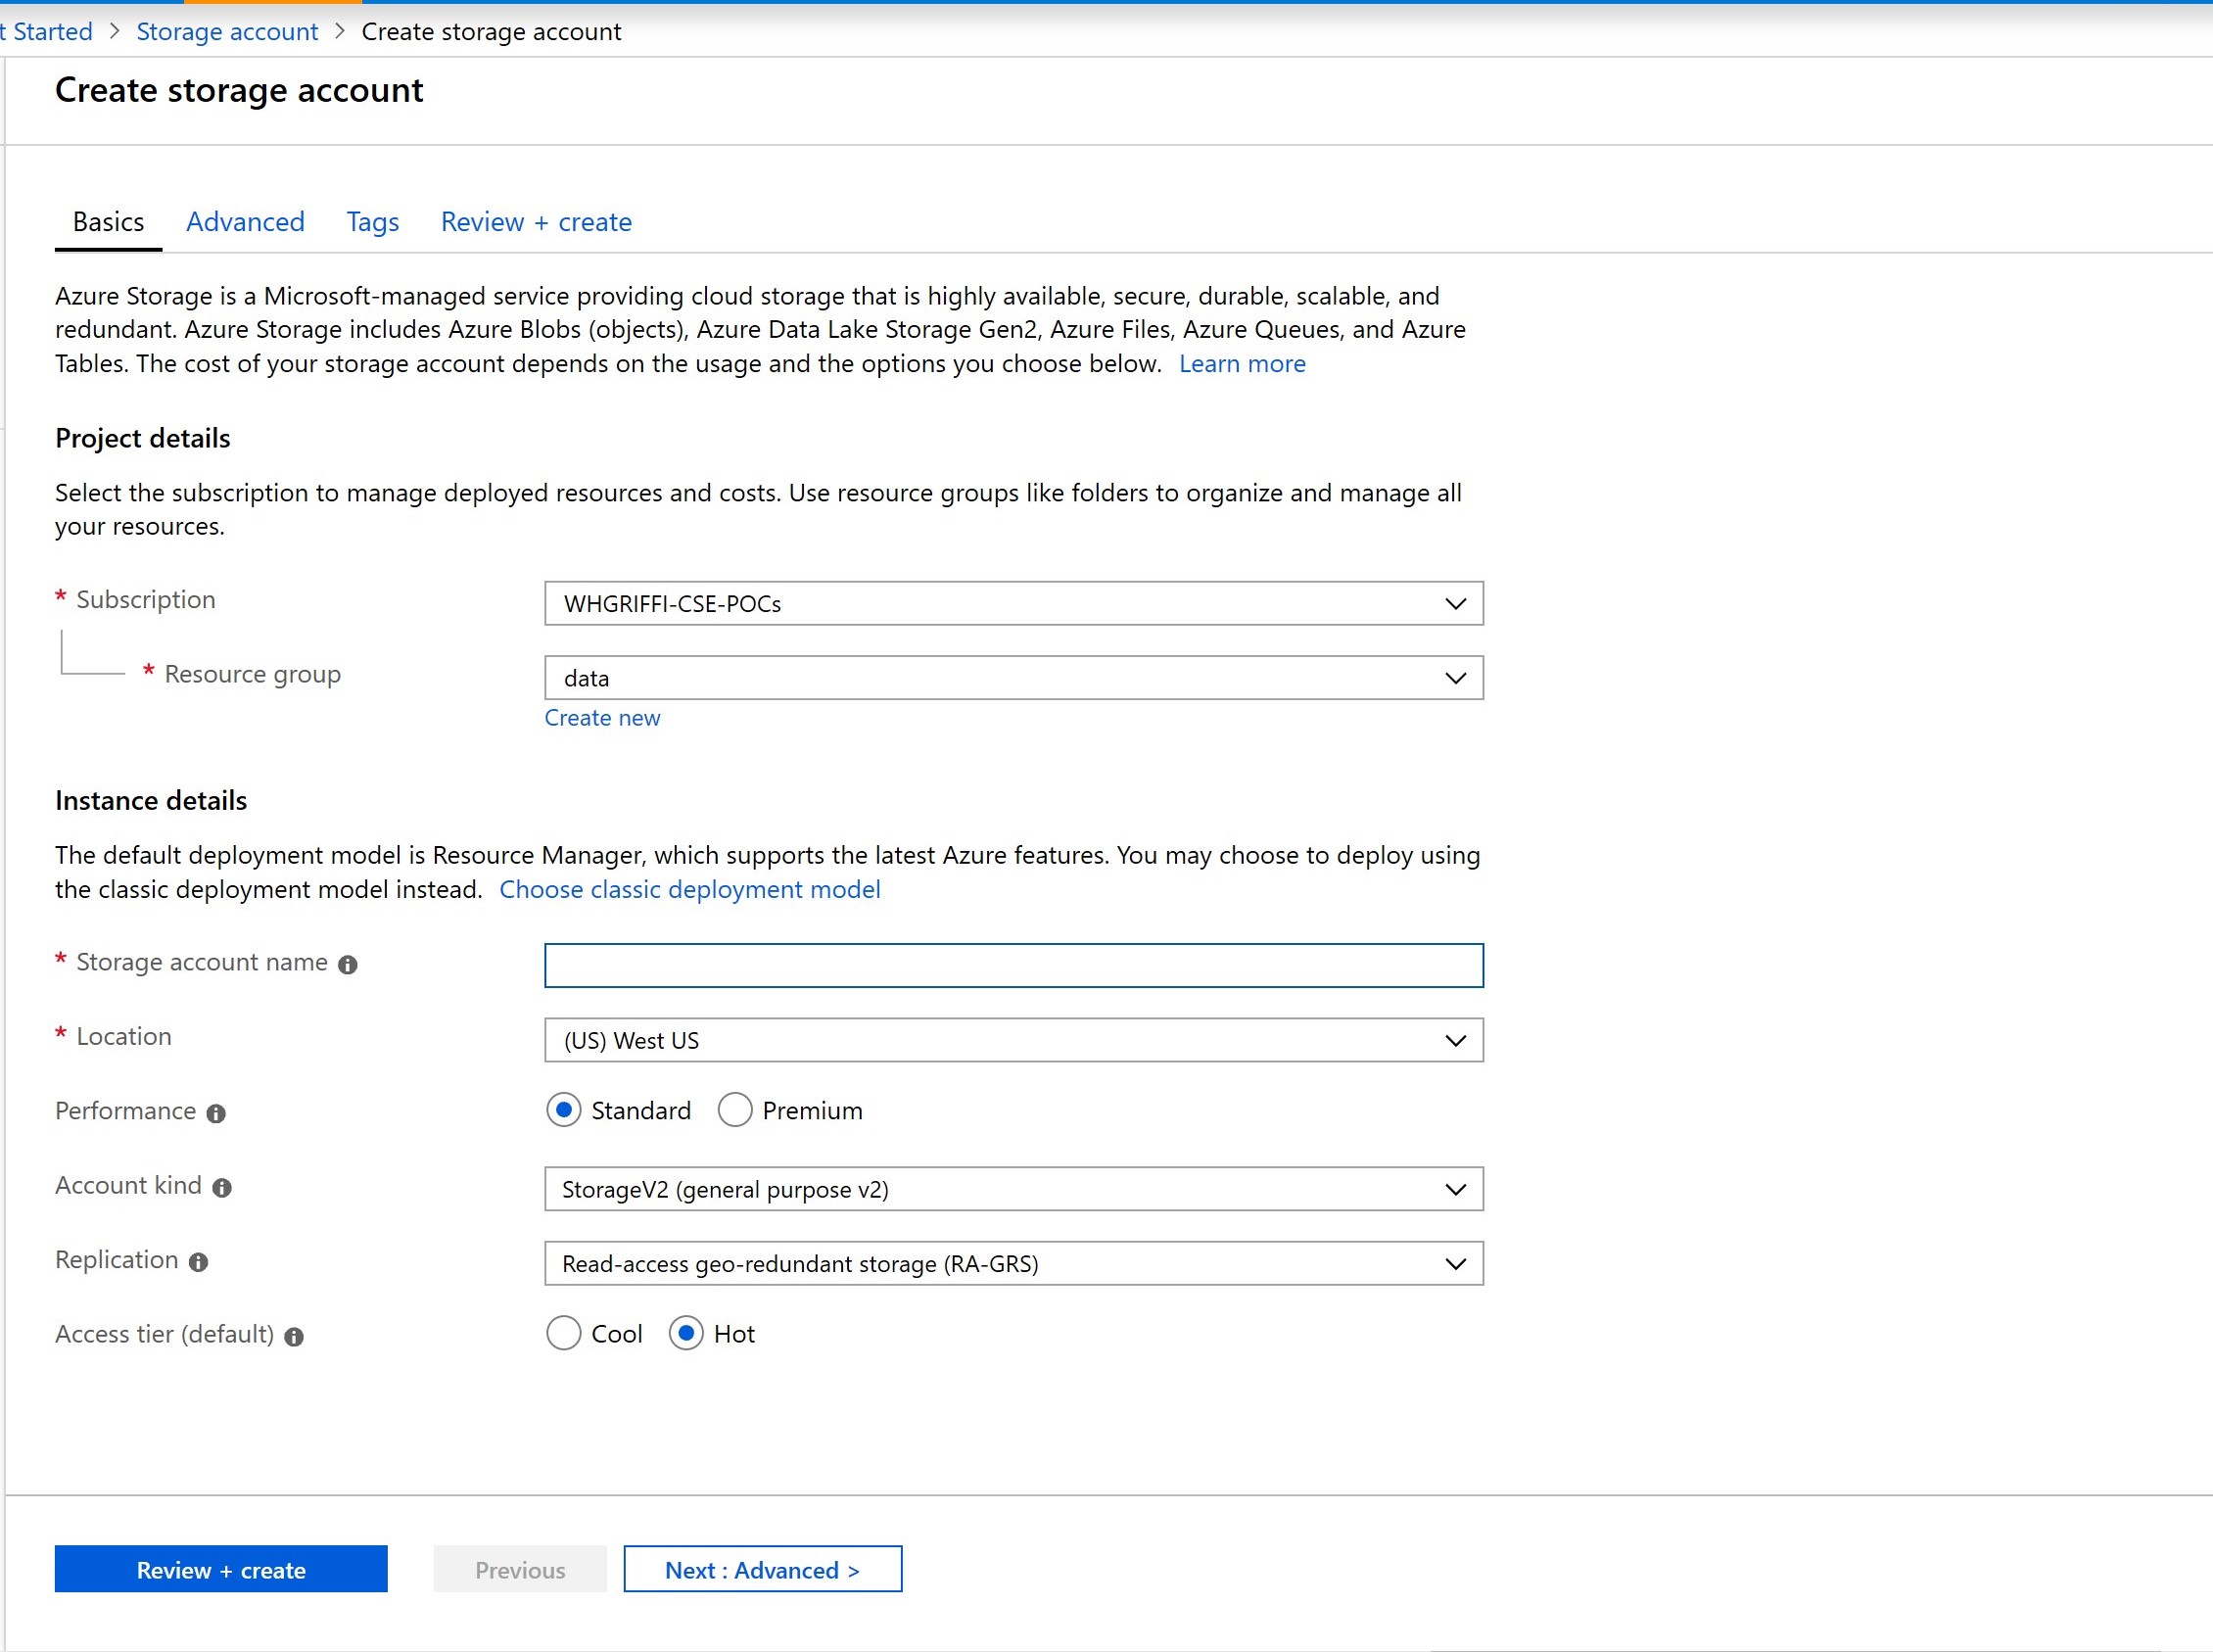 t Started > Storage account > Create storage account
Create storage account
Basics Advanced Tags Review + create
Azure Storage is a Microsoft-managed service providing cloud storage that is highly available, secure, durable, scalable, and
redundant. Azure Storage includes Azure Blobs (objects), Azure Data Lake Storage Gen2, Azure Files, Azure Queues, and Azure
Tables. The cost of your storage account depends on the usage and the options you choose below. Learn more
Project details
Select the subscription to manage deployed resources and costs. Use resource groups like folders to organize and manage all
your resources.
* Subscription WHGRIFFI-CSE-POCs
* Resource group data
Create new
Instance details
The default deployment model is Resource Manager, which supports the latest Azure features. You may choose to deploy using
the classic deployment model instead. Choose classic deployment model
* Storage account name
* Location (US) West US
Performance Standard Premium
Account kind StorageV2 (general purpose v2)
Replication Read-access geo-redundant storage (RA-GRS)
Access tier (default) Cool Hot
Review + create Previous Next : Advanced >